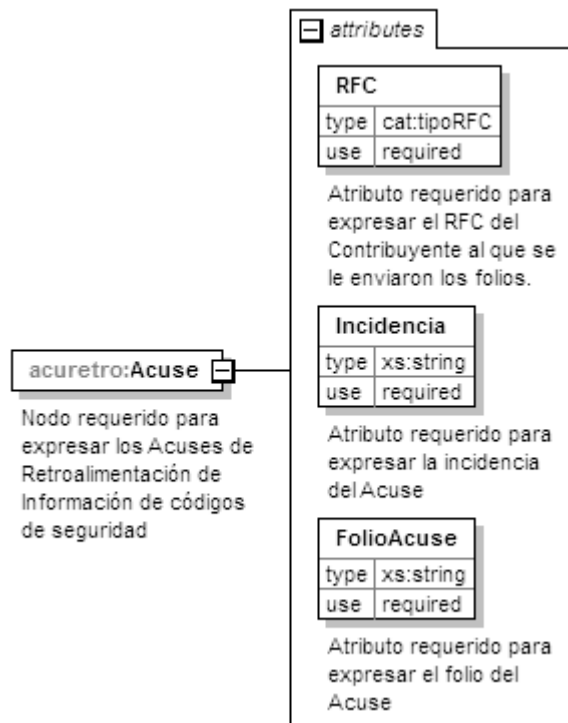 attributes
RFC
type cat:tipoRFC
use required
Atributo requerido para
expresar el RFC del
Contribuyente al que se
le enviaron los folios.
Incidencia
type xs:string
use required
Atributo requerido para
expresar la incidencia
del Acuse
acuretro:Acuse
Nodo requerido para
expresar los Acuses de
Retroalimentación de
Información de códigos
de seguridad
FolioAcuse
type xs:string
use required
Atributo requerido para
expresar el folio del
Acuse